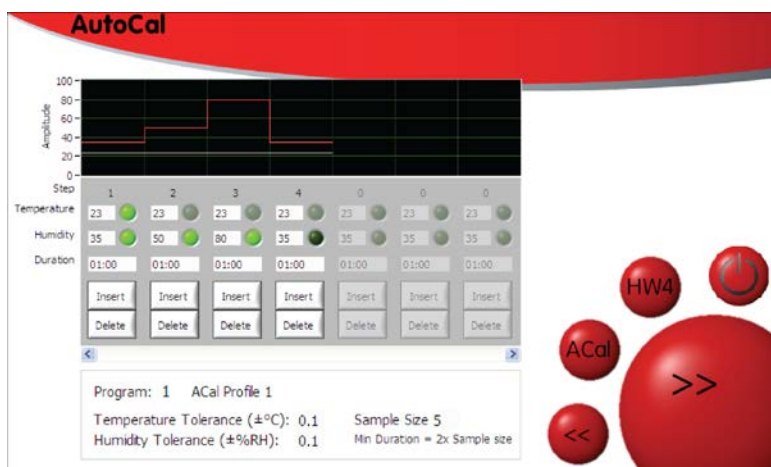 AutoCal
100
80
60
40
20
0
Amplitude
Step 1 2 3 4 0 0 0
Temperature 23 23 23 23 23 23 23
Humidity 35 50 80 35 35 35 35
Duration 01:00 01:00 01:00 01:00 01:00 01:00 01:00
Insert Insert Insert Insert Insert Insert Insert
Delete Delete Delete Delete Delete Delete Delete
Program: 1 ACal Profile 1
Temperature Tolerance (±°C): 0.1 Sample Size 5
Humidity Tolerance (±%RH): 0.1 Min Duration = 2x Sample size
HW4
ACal
>>
<<